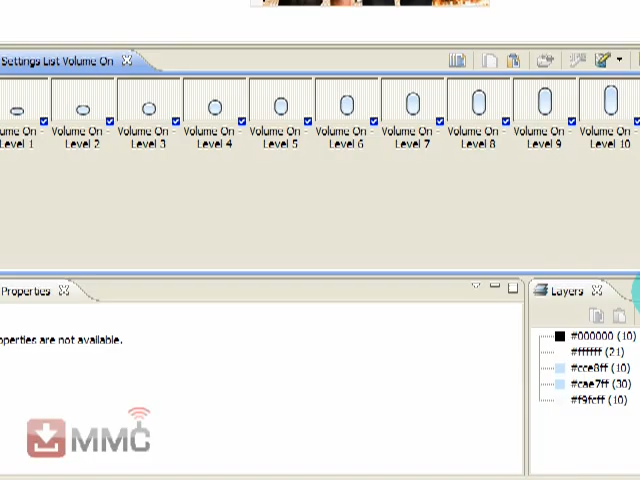 Settings List Volume On
Volume On - Level 1
Volume On - Level 2
Volume On - Level 3
Volume On - Level 4
Volume On - Level 5
Volume On - Level 6
Volume On - Level 7
Volume On - Level 8
Volume On - Level 9
Volume On - Level 10
Properties
Layers
operties are not available.
#000000 (10)
#ffffff (21)
#cce8ff (10)
#cae7ff (30)
#f9fcff (10)
MMC